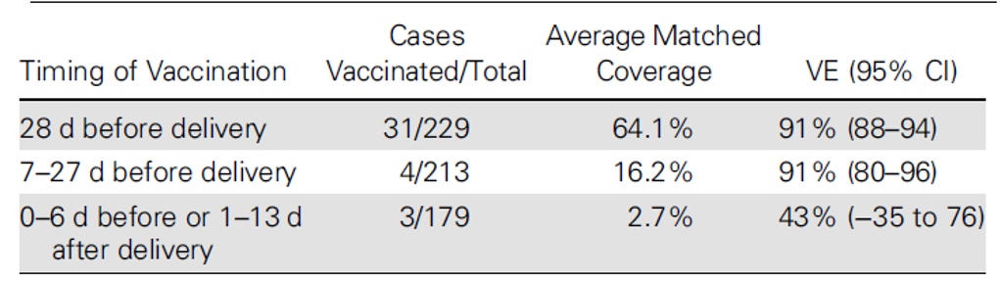 Cases Average Matched
Timing of Vaccination Vaccinated/Total Coverage VE (95% CI)
28 d before delivery 31/229 64.1% 91% (88–94)
7–27 d before delivery 4/213 16.2% 91% (80–96)
0–6 d before or 1–13 d 3/179 2.7% 43% (−35 to 76)
after delivery